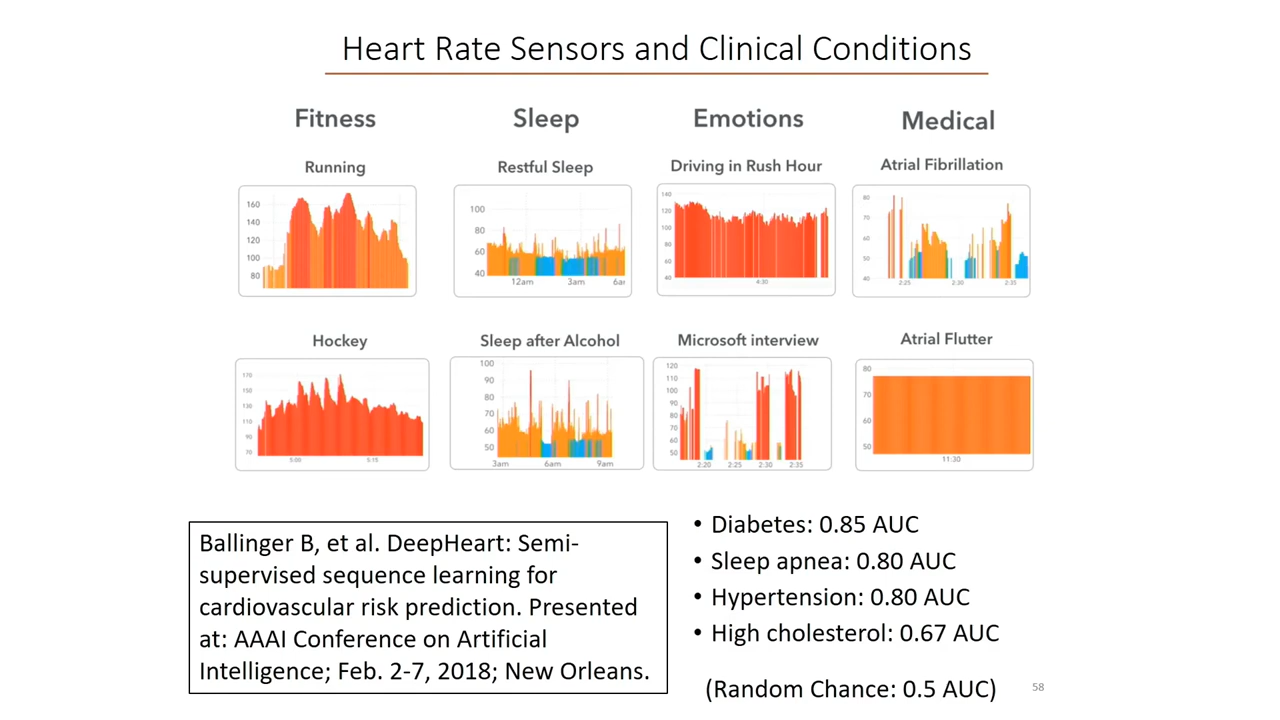 Heart Rate Sensors and Clinical Conditions
Fitness
Sleep
Emotions
Medical
Running
Restful Sleep
Driving in Rush Hour
Atrial Fibrillation
160
140
120
100
80
100
80
60
40
12am 3am 6a
140
120
100
80
60
40
4:30
80
70
60
50
40
2:25 2:30 2:35
Hockey
Sleep after Alcohol
Microsoft interview
Atrial Flutter
170
150
130
110
90
70
5:00 5:15
100
90
80
70
60
50
3am 6am 9am
120
110
100
90
80
70
60
50
2:20 2:25 2:30 2:35
80
70
60
50
11:30
Ballinger B, et al. DeepHeart: Semi-
supervised sequence learning for
cardiovascular risk prediction. Presented
at: AAAI Conference on Artificial
Intelligence; Feb. 2-7, 2018; New Orleans.
• Diabetes: 0.85 AUC
• Sleep apnea: 0.80 AUC
• Hypertension: 0.80 AUC
• High cholesterol: 0.67 AUC
(Random Chance: 0.5 AUC)
58